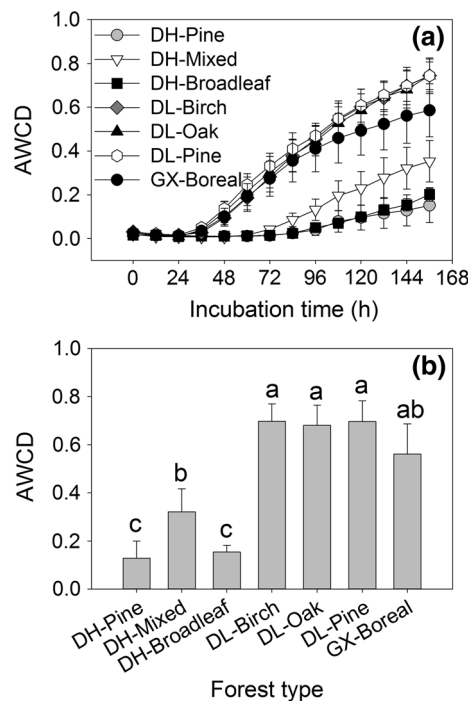 (a)
DH-Pine
DH-Mixed
DH-Broadleaf
DL-Birch
DL-Oak
DL-Pine
GX-Boreal
AWCD
1.0
0.8
0.6
0.4
0.2
0.0
0 24 48 72 96 120 144 168
Incubation time (h)
(b)
AWCD
1.0
0.8
0.6
0.4
0.2
0.0
c b c a a a ab
DH-Pine
DH-Mixed
DH-Broadleaf
DL-Birch
DL-Oak
DL-Pine
GX-Boreal
Forest type